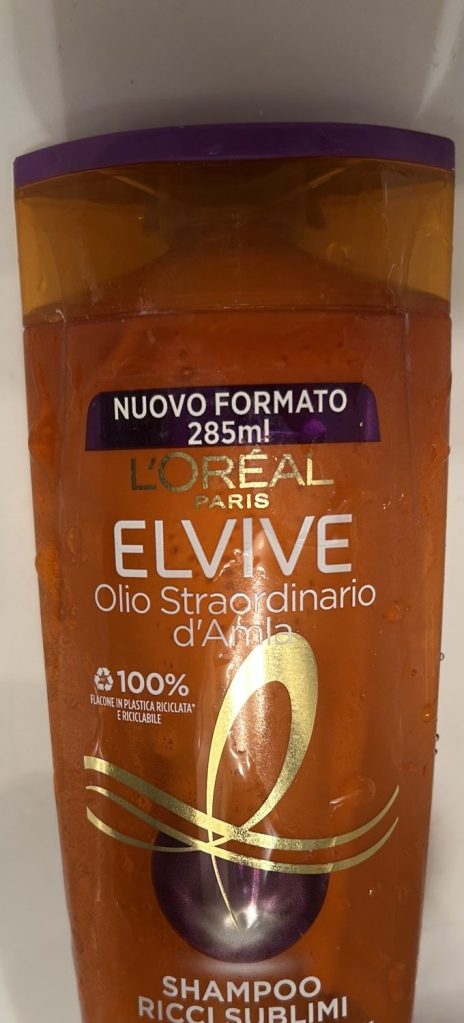 NUOVO FORMATO
285ml
L'ORÉAL
PARIS
ELVIVE
Olio Straordinario
d'Amla
100%
FLACONE IN PLASTICA RICICLATA*
E RICICLABILE
SHAMPOO
RICCI SUBLIMI